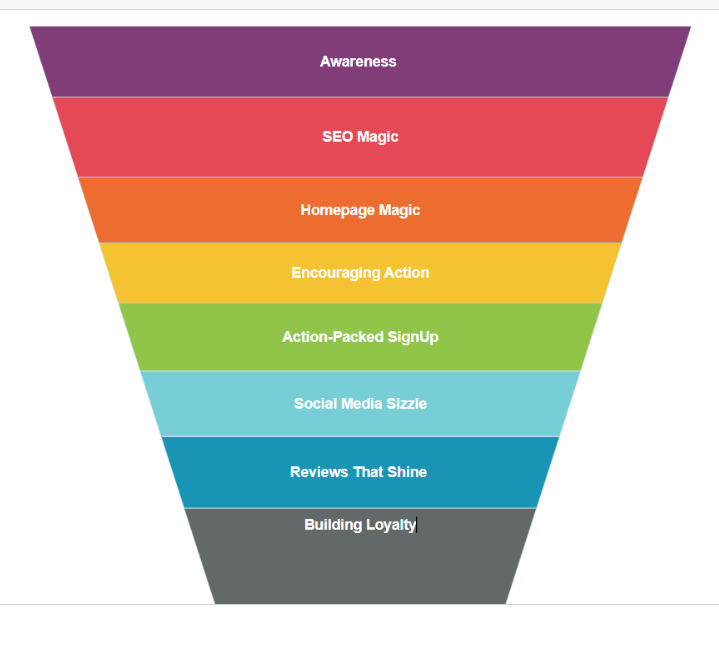 Awareness
SEO Magic
Homepage Magic
Encouraging Action
Action-Packed SignUp
Social Media Sizzle
Reviews That Shine
Building Loyalty